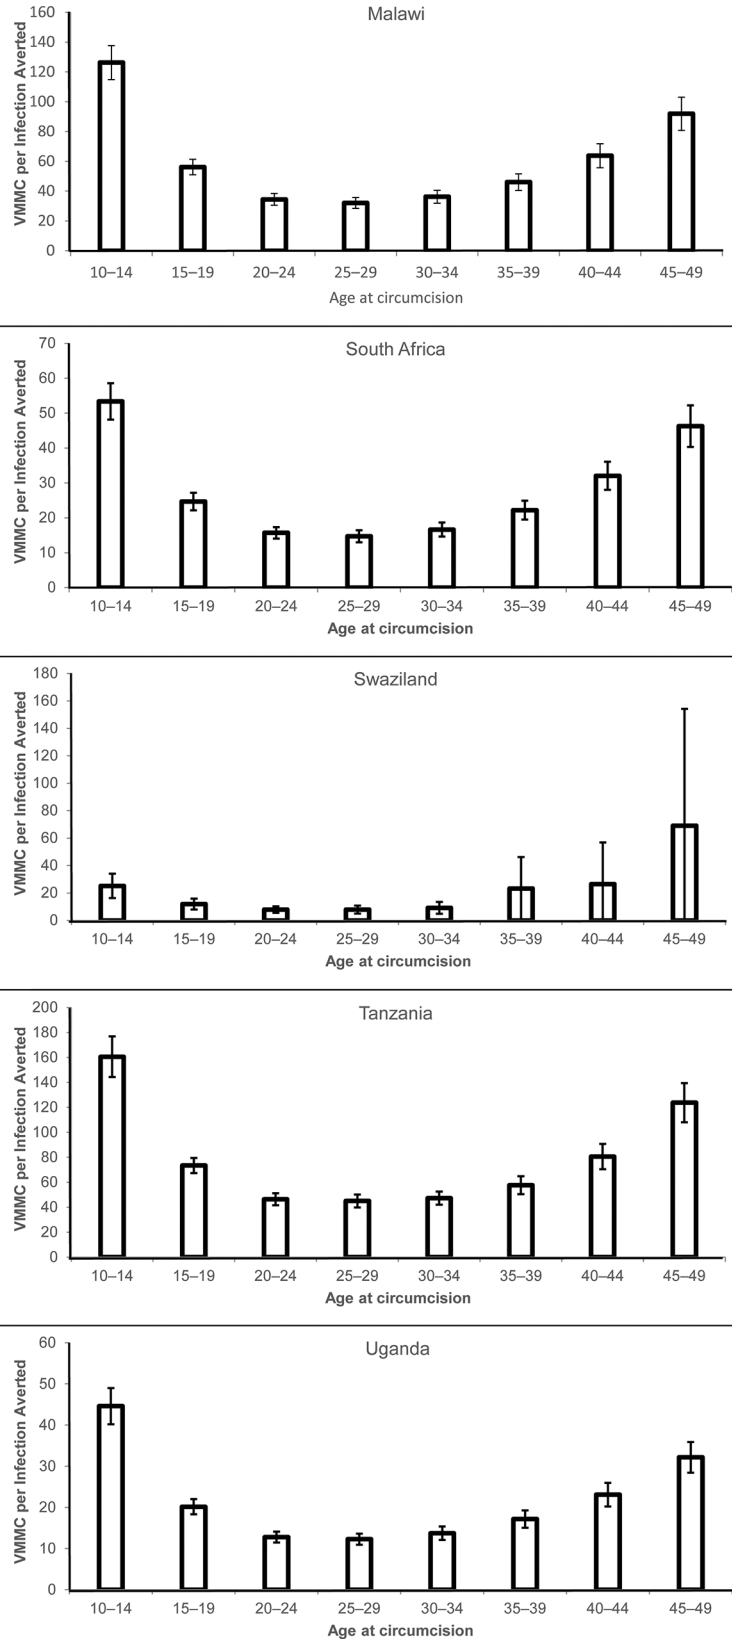 Malawi
VMMC per Infection Averted
160
140
120
100
80
60
40
20
0
10–14 15–19 20–24 25–29 30–34 35–39 40–44 45–49
Age at circumcision
South Africa
VMMC per Infection Averted
70
60
50
40
30
20
10
0
10–14 15–19 20–24 25–29 30–34 35–39 40–44 45–49
Age at circumcision
Swaziland
VMMC per Infection Averted
180
160
140
120
100
80
60
40
20
0
10–14 15–19 20–24 25–29 30–34 35–39 40–44 45–49
Age at circumcision
Tanzania
VMMC per Infection Averted
200
180
160
140
120
100
80
60
40
20
0
10–14 15–19 20–24 25–29 30–34 35–39 40–44 45–49
Age at circumcision
Uganda
VMMC per Infection Averted
60
50
40
30
20
10
0
10–14 15–19 20–24 25–29 30–34 35–39 40–44 45–49
Age at circumcision